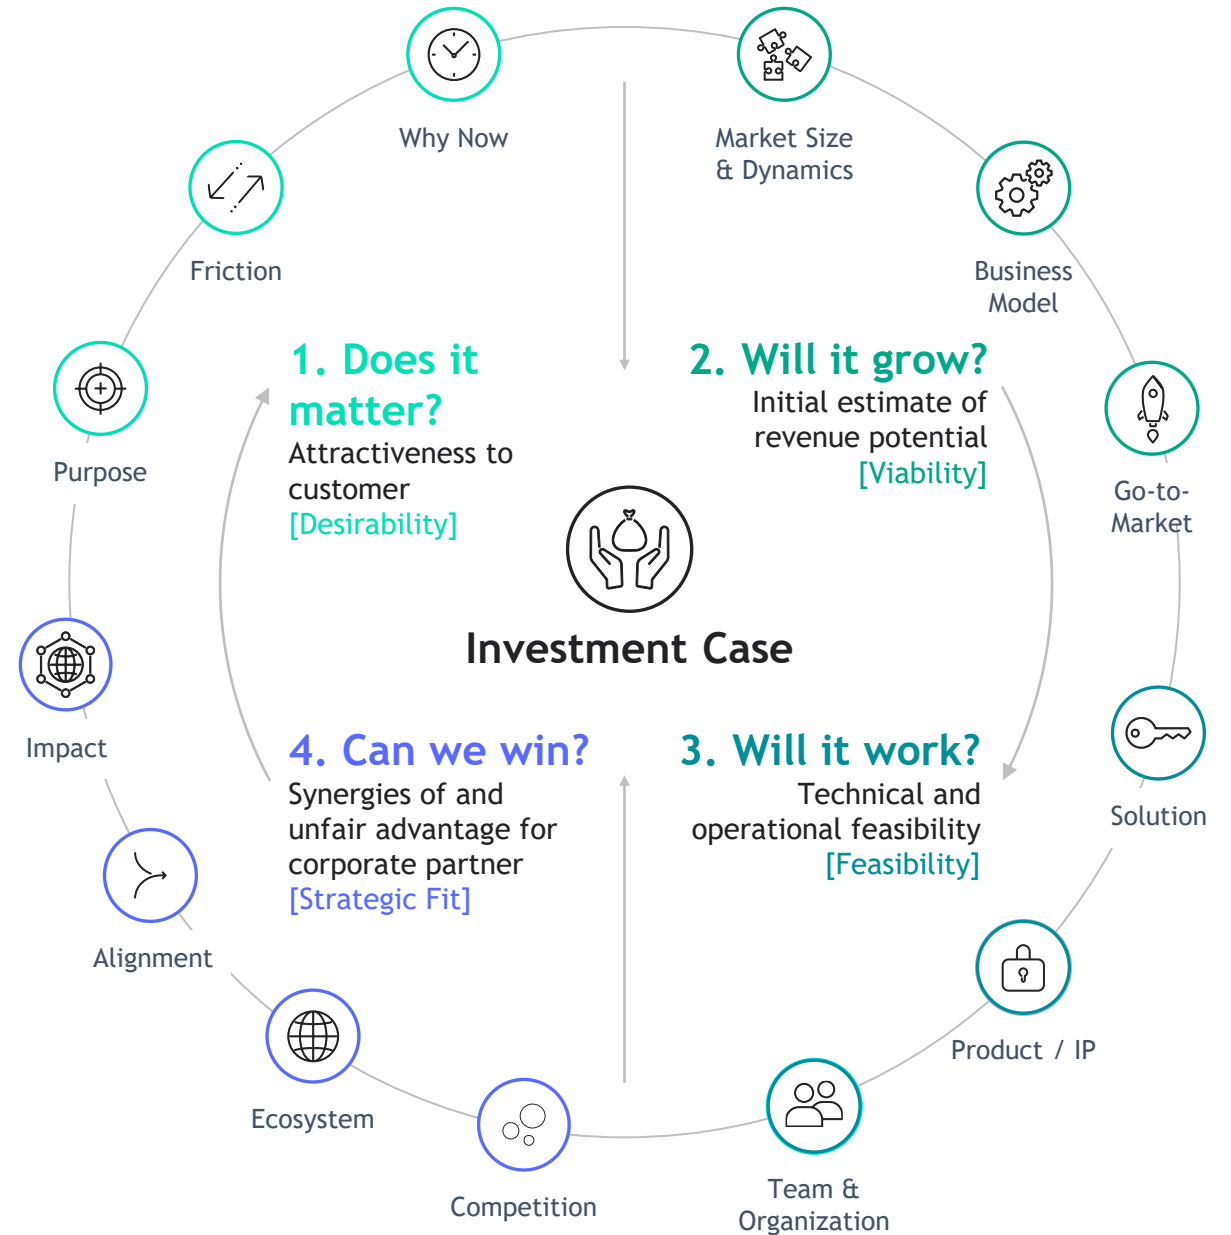 Why Now
Market Size
& Dynamics
Friction
Business
Model
Purpose
Go-to-
Market
1. Does it
matter?
Attractiveness to
customer
[Desirability]
2. Will it grow?
Initial estimate of
revenue potential
[Viability]
Investment Case
4. Can we win?
Synergies of and
unfair advantage for
corporate partner
[Strategic Fit]
3. Will it work?
Technical and
operational feasibility
[Feasibility]
Impact
Solution
Alignment
Product / IP
Ecosystem
Competition
Team &
Organization